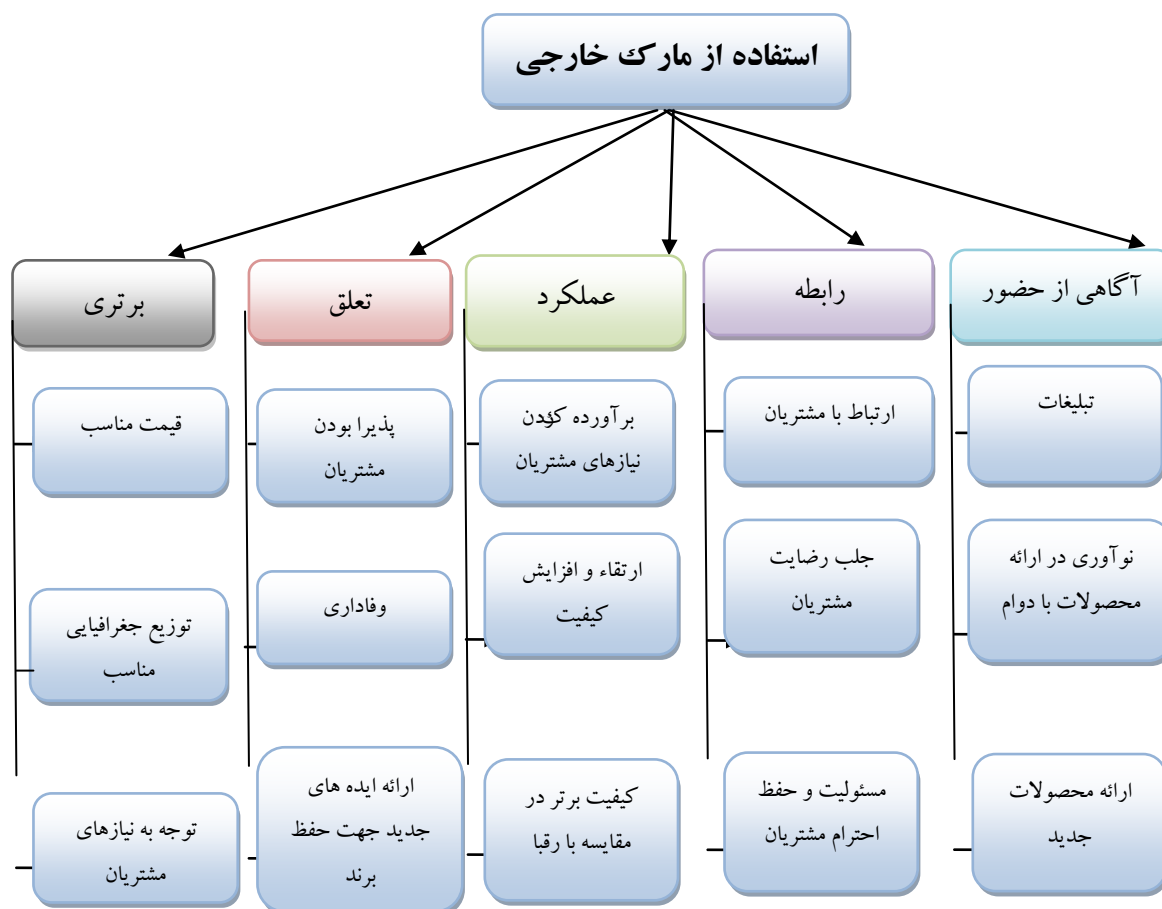 استفاده از مارک خارجی
آگاهی از حضور
رابطه
عملکرد
تعلق
برتری
تبلیغات
نوآوری در ارائه
محصولات با دوام
ارائه محصولات
جدید
ارتباط با مشتریان
جلب رضایت
مشتریان
مسئولیت و حفظ
احترام مشتریان
برآورده
نیازهای مشتریان
ارتقاء و افزایش
کیفیت
کیفیت برتر در
مقایسه با رقبا
پذیرا بودن
مشتریان
وفاداری
ارائه ایده های
جدید جهت حفظ
برند
قیمت مناسب
توزیع جغرافیایی
مناسب
توجه به نیازهای
مشتریان